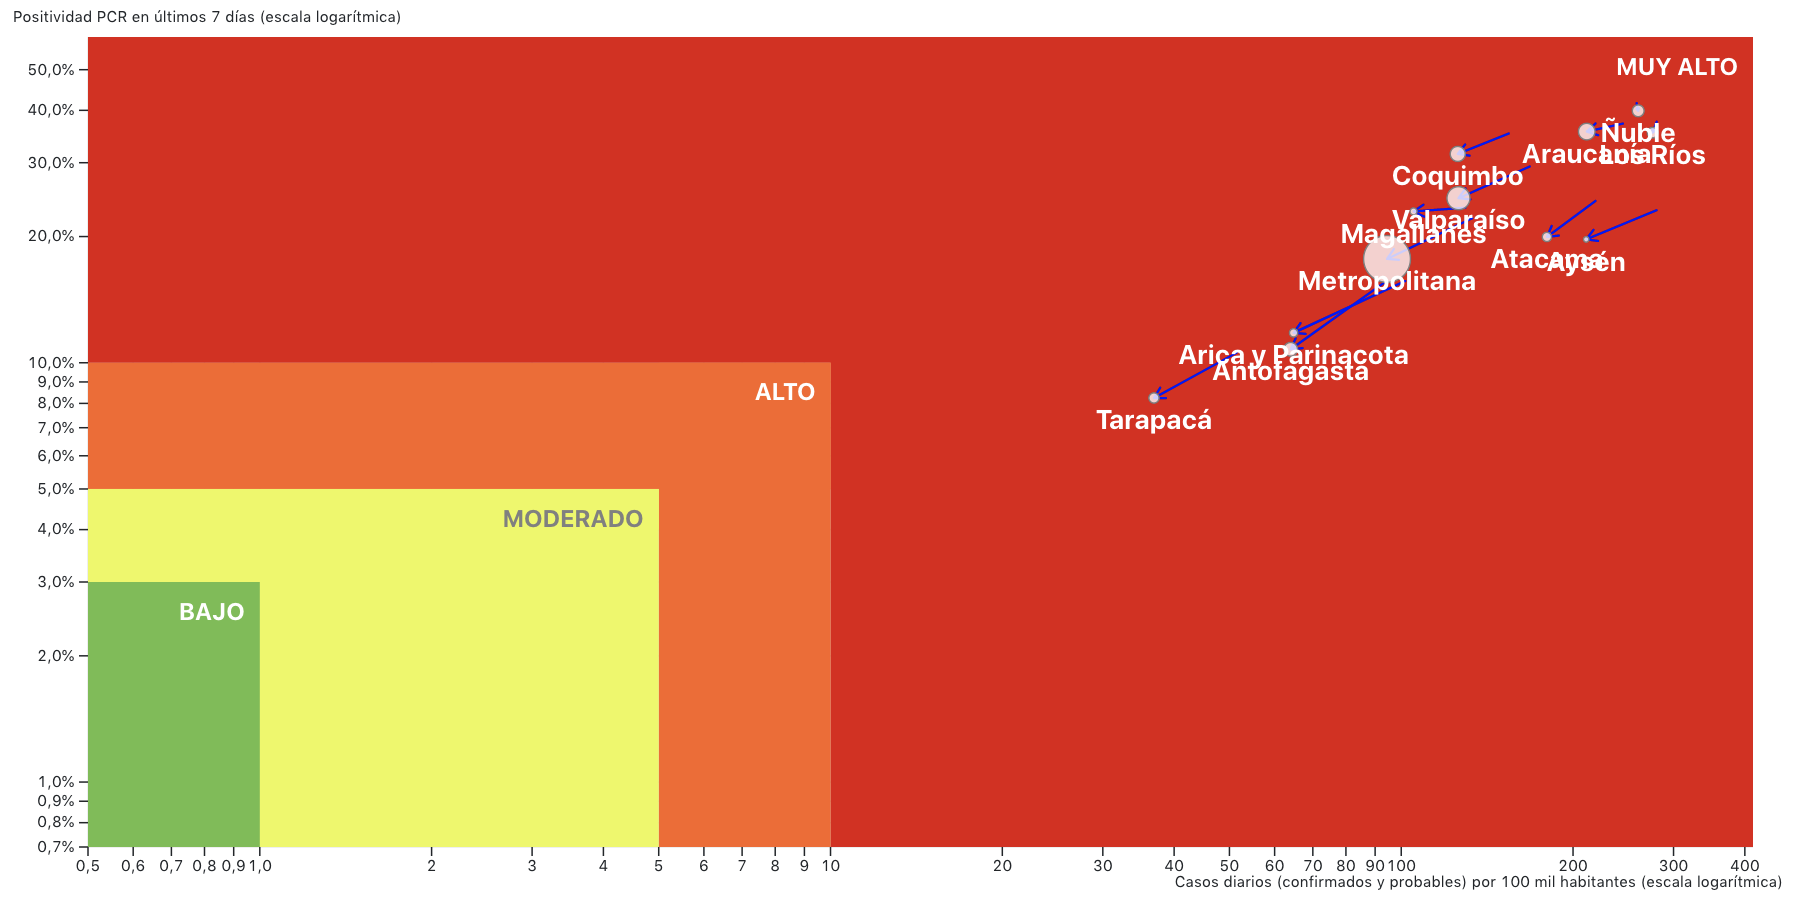 Positividad PCR en últimos 7 días (escala logarítmica)
50,0%
40,0%
30,0%
20,0%
10,0%
9,0%
8,0%
7,0%
6,0%
5,0%
4,0%
3,0%
2,0%
1,0%
0,9%
0,8%
0,7%
MUY ALTO
Ñuble
Araucanía
Los Ríos
Coquimbo
Valparaíso
Magallanes
Atacama
Aysén
Metropolitana
Arica y Parinacota
Antofagasta
ALTO
Tarapacá
MODERADO
BAJO
0,5 0,6 0,7 0,8 0,9 1,0 2 3 4 5 6 7 8 9 10 20 30 40 50 60 70 80 90 100 200 300 400
Casos diarios (confirmados y probables) por 100 mil habitantes (escala logarítmica)